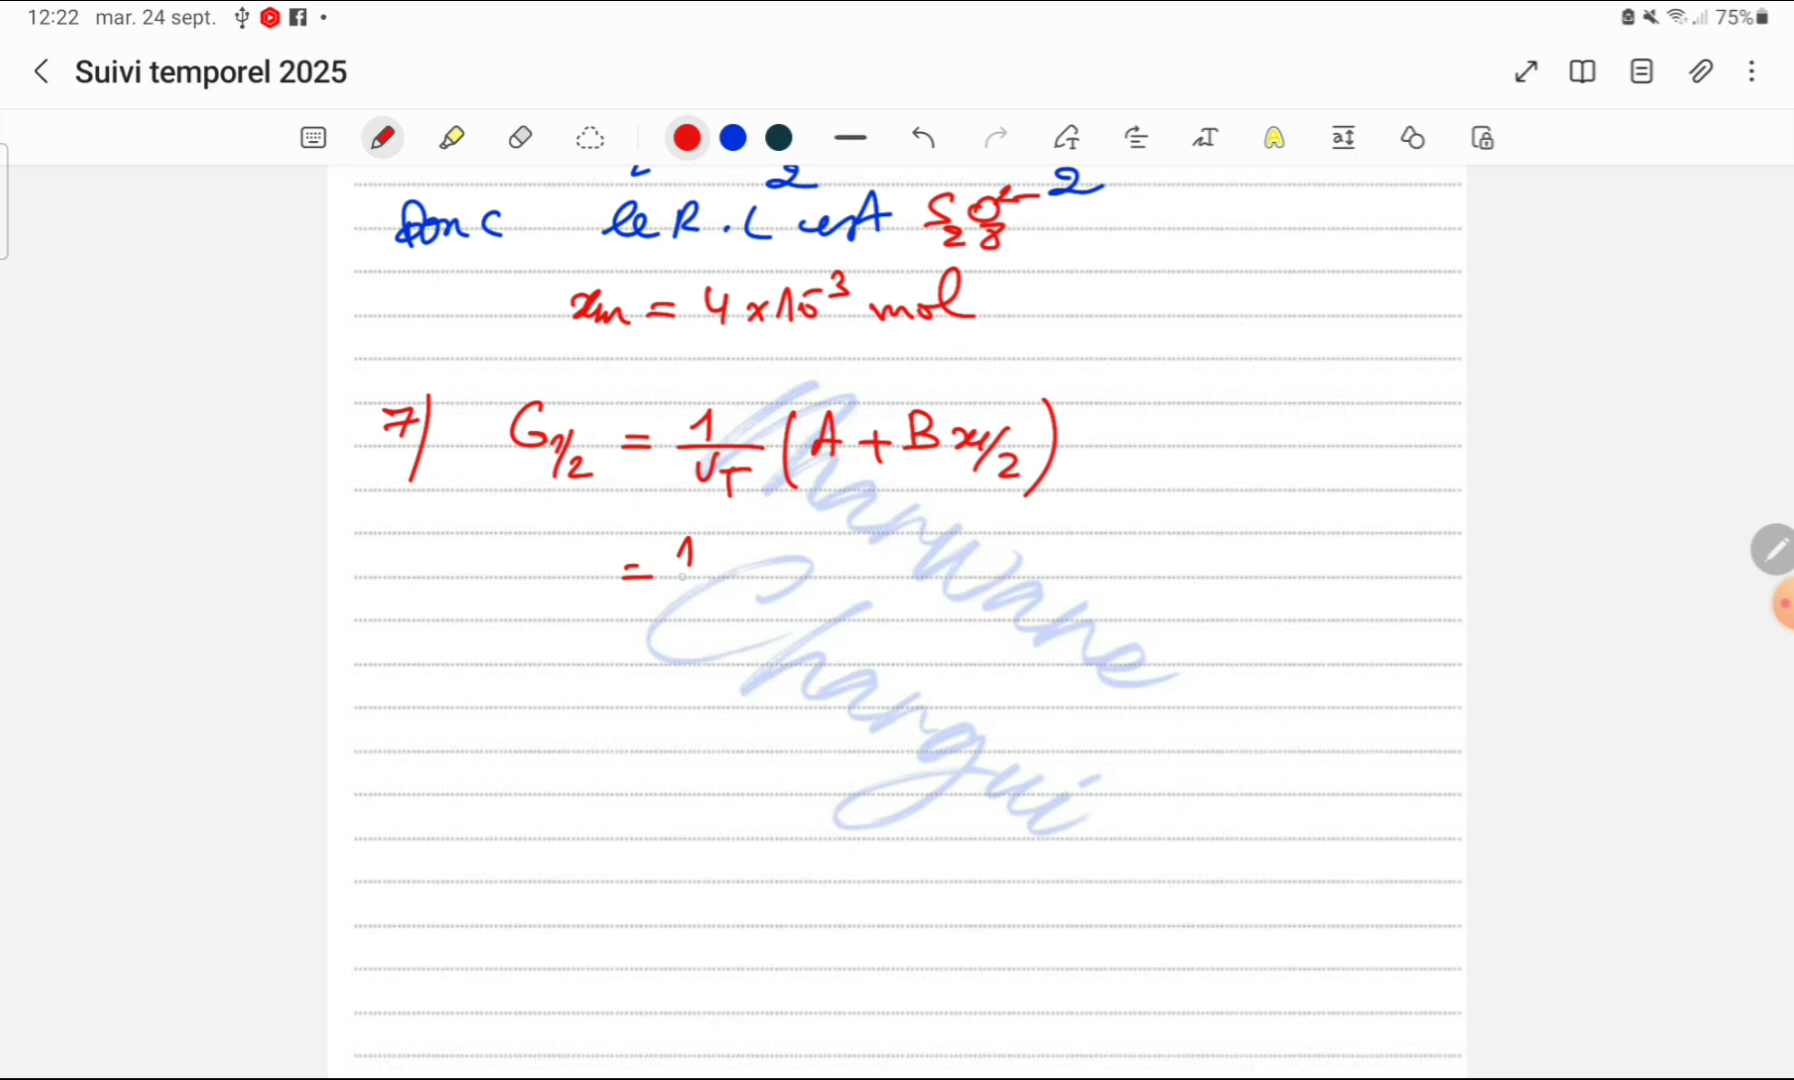 12:22 mar. 24 sept. 75%
Suivi temporel 2025
2
Donc le R.L est S₂O₈²⁻
xm = 4 × 10⁻³ mol
7) G1/2 = 1/VT (A + B x1/2)
= 1
Marwane
Chargui